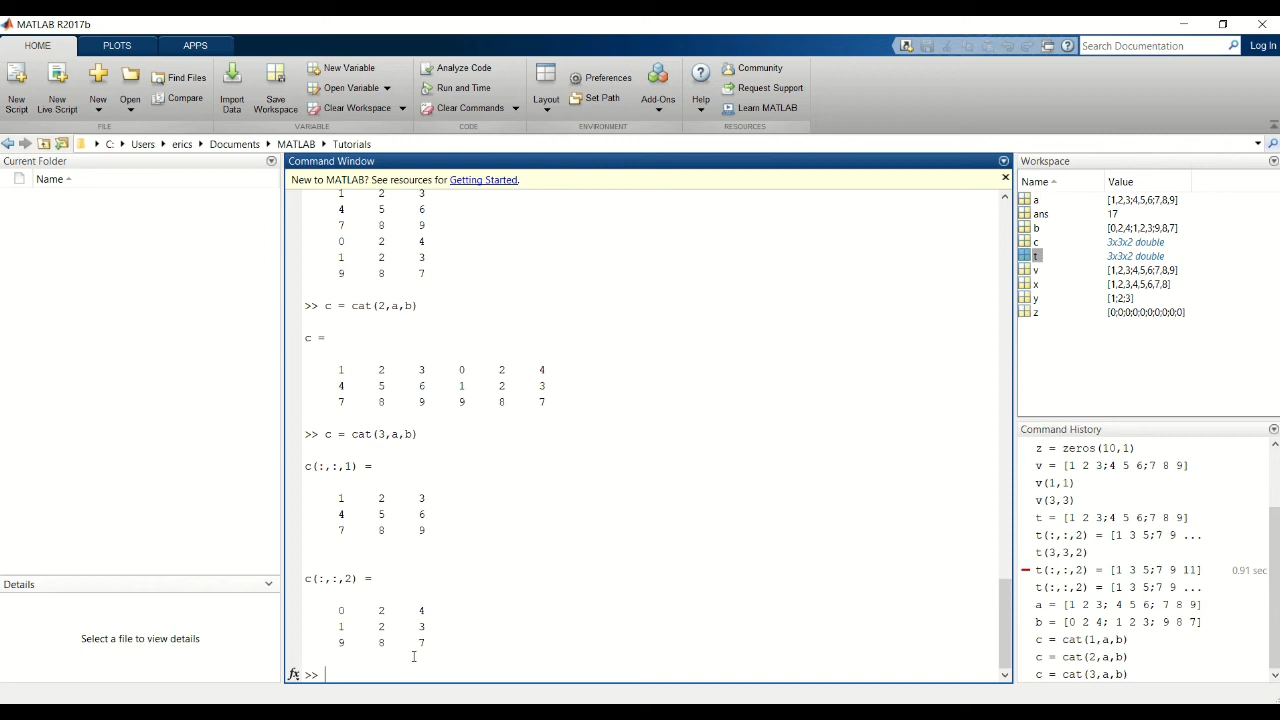 MATLAB R2017b
HOME PLOTS APPS
Search Documentation
Log In
New Script
New Live Script
New
Open
Find Files
Compare
Import Data
Save Workspace
New Variable
Open Variable
Clear Workspace
Analyze Code
Run and Time
Clear Commands
Layout
Preferences
Set Path
Add-Ons
Help
Community
Request Support
Learn MATLAB
FILE VARIABLE CODE ENVIRONMENT RESOURCES
C: Users erics Documents MATLAB Tutorials
Current Folder
Name
Details
Select a file to view details
Command Window
New to MATLAB? See resources for Getting Started.
1 2 3
4 5 6
7 8 9
0 2 4
1 2 3
9 8 7
>> c = cat(2,a,b)
c =
1 2 3 0 2 4
4 5 6 1 2 3
7 8 9 9 8 7
>> c = cat(3,a,b)
c(:,:,1) =
1 2 3
4 5 6
7 8 9
c(:,:,2) =
0 2 4
1 2 3
9 8 7
fx >>
Workspace
Name Value
a [1,2,3;4,5,6;7,8,9]
ans 17
b [0,2,4;1,2,3;9,8,7]
c 3x3x2 double
t 3x3x2 double
v [1,2,3;4,5,6;7,8,9]
x [1,2,3,4,5,6,7,8]
y [1;2;3]
z [0;0;0;0;0;0;0;0;0;0]
Command History
z = zeros(10,1)
v = [1 2 3;4 5 6;7 8 9]
v(1,1)
v(3,3)
t = [1 2 3;4 5 6;7 8 9]
t(:,:,2) = [1 3 5;7 9 ...
t(3,3,2)
t(:,:,2) = [1 3 5;7 9 11] 0.91 sec
t(:,:,2) = [1 3 5;7 9 ...
a = [1 2 3; 4 5 6; 7 8 9]
b = [0 2 4; 1 2 3; 9 8 7]
c = cat(1,a,b)
c = cat(2,a,b)
c = cat(3,a,b)